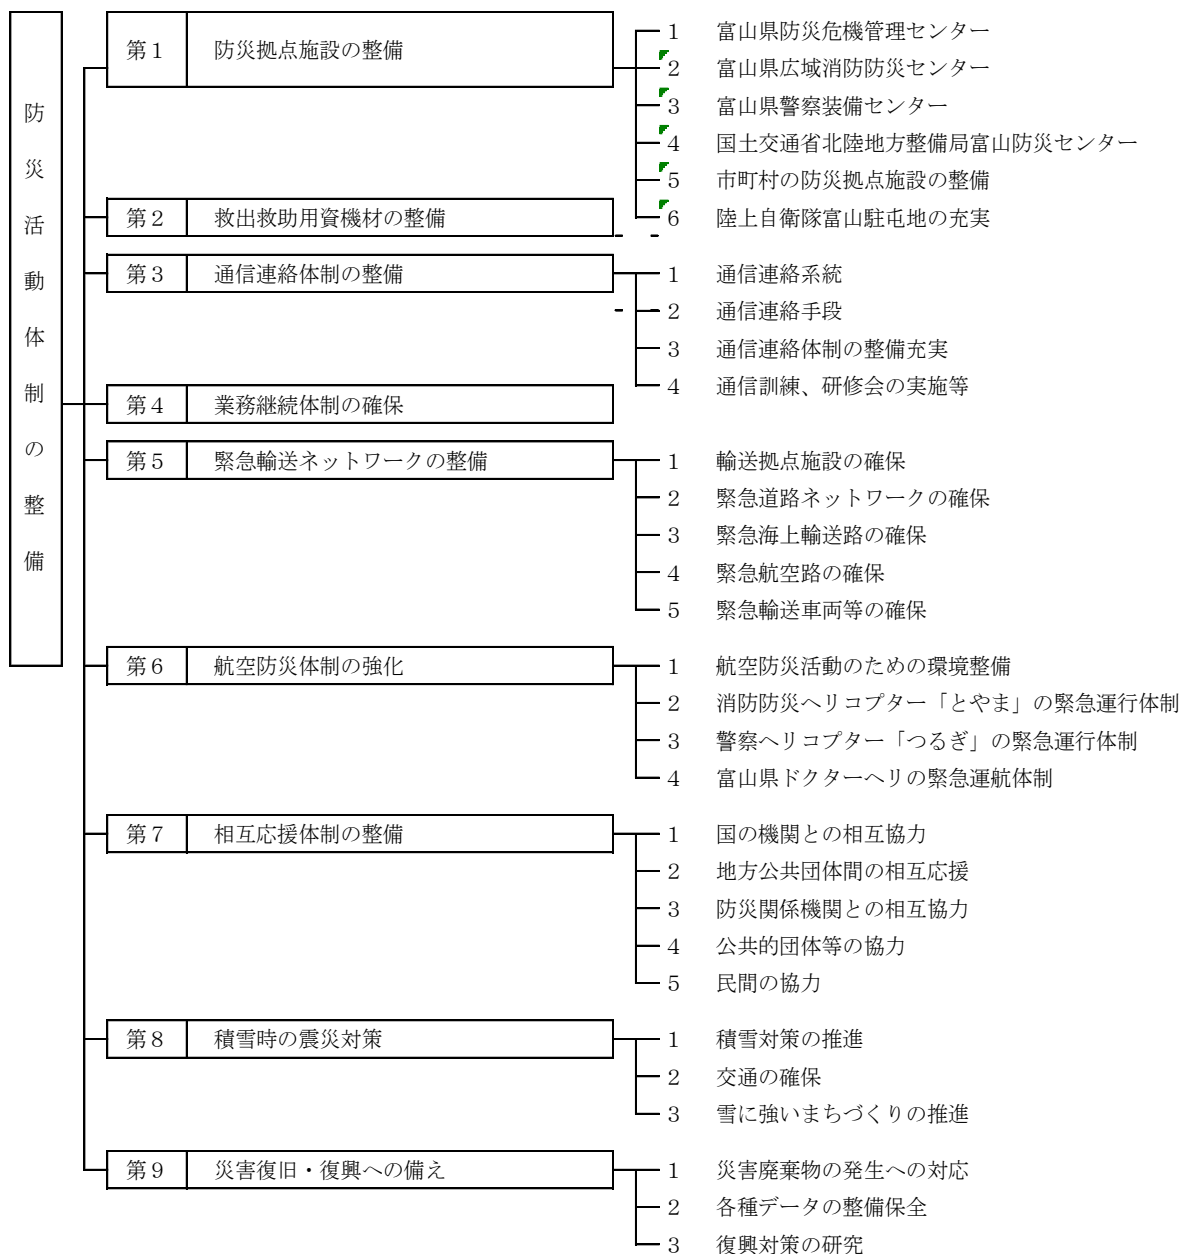 防災活動体制の整備
第１ 防災拠点施設の整備
１ 富山県防災危機管理センター
２ 富山県広域消防防災センター
３ 富山県警察装備センター
４ 国土交通省北陸地方整備局富山防災センター
５ 市町村の防災拠点施設の整備
６ 陸上自衛隊富山駐屯地の充実
第２ 救出救助用資機材の整備
第３ 通信連絡体制の整備
１ 通信連絡系統
２ 通信連絡手段
３ 通信連絡体制の整備充実
４ 通信訓練、研修会の実施等
第４ 業務継続体制の確保
第５ 緊急輸送ネットワークの整備
１ 輸送拠点施設の確保
２ 緊急道路ネットワークの確保
３ 緊急海上輸送路の確保
４ 緊急航空路の確保
５ 緊急輸送車両等の確保
第６ 航空防災体制の強化
１ 航空防災活動のための環境整備
２ 消防防災ヘリコプター「とやま」の緊急運行体制
３ 警察ヘリコプター「つるぎ」の緊急運行体制
４ 富山県ドクターヘリの緊急運航体制
第７ 相互応援体制の整備
１ 国の機関との相互協力
２ 地方公共団体間の相互応援
３ 防災関係機関との相互協力
４ 公共的団体等の協力
５ 民間の協力
第８ 積雪時の震災対策
１ 積雪対策の推進
２ 交通の確保
３ 雪に強いまちづくりの推進
第９ 災害復旧・復興への備え
１ 災害廃棄物の発生への対応
２ 各種データの整備保全
３ 復興対策の研究